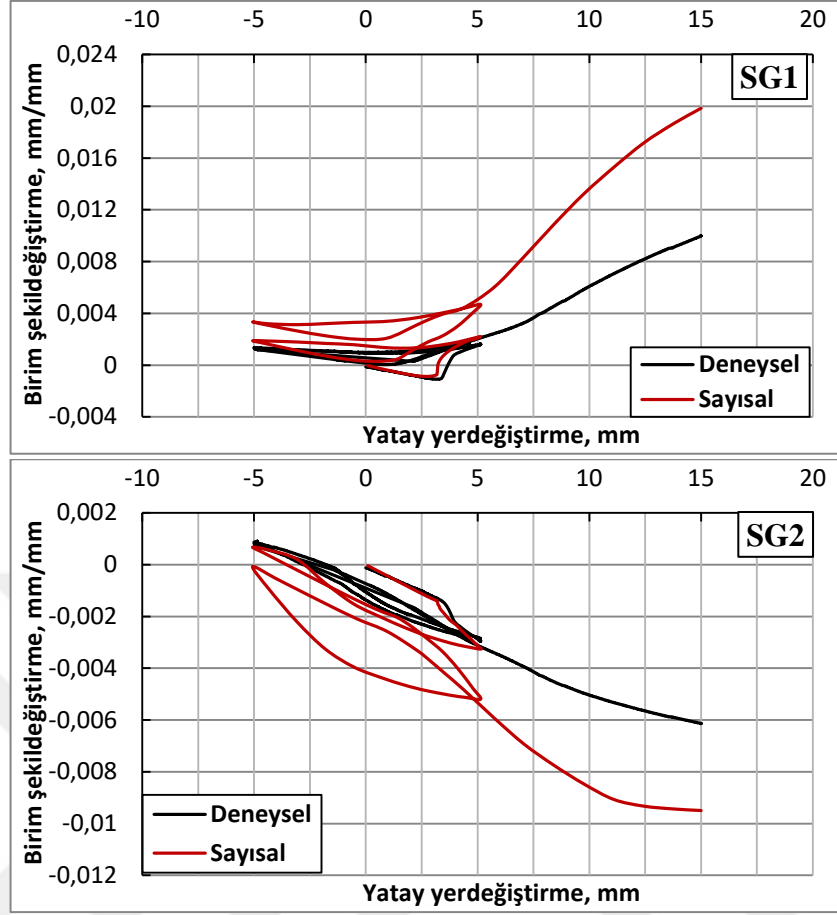 -10 -5 0 5 10 15 20
0,024
0,02
0,016
0,012
0,008
0,004
0
-0,004
Birim şekildeğiştirme, mm/mm
SG1
Deneysel
Sayısal
Yatay yerdeğiştirme, mm
-10 -5 0 5 10 15 20
0,002
0
-0,002
-0,004
-0,006
-0,008
-0,01
-0,012
Birim şekildeğiştirme, mm/mm
SG2
Deneysel
Sayısal
Yatay yerdeğiştirme, mm